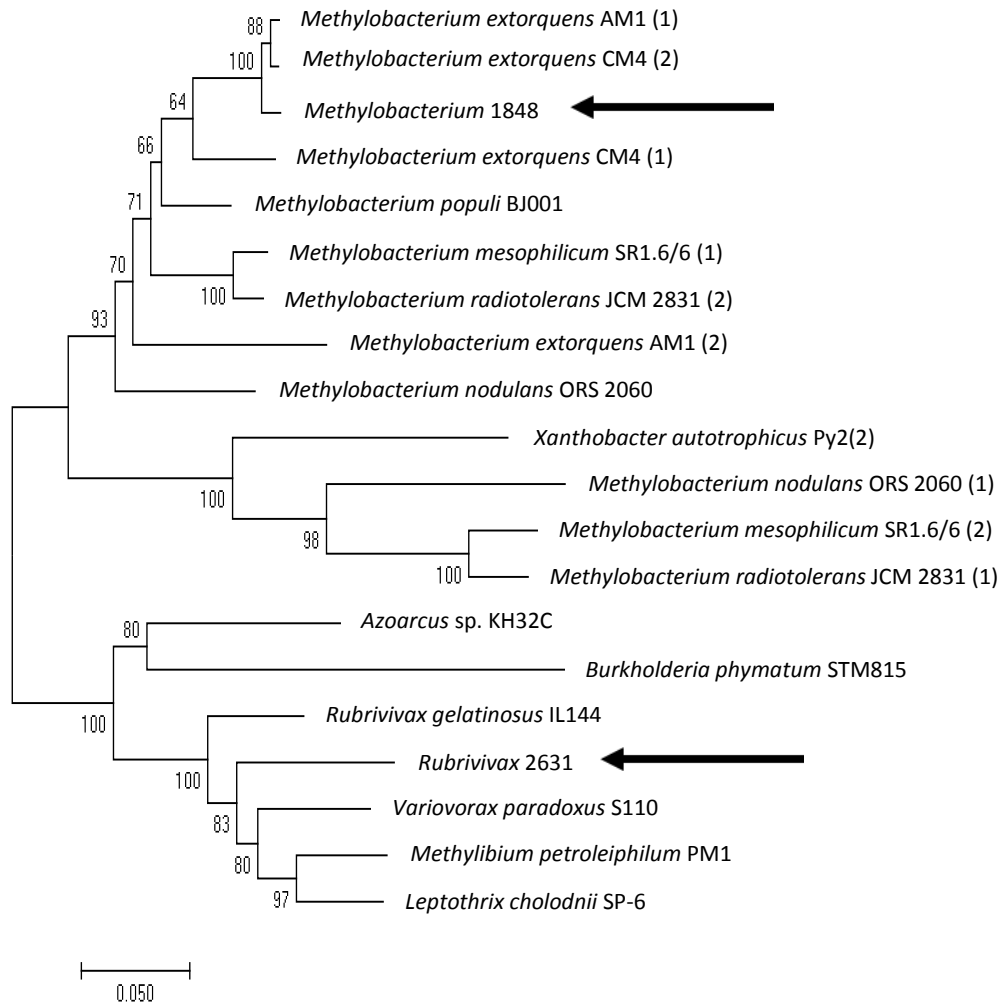 Methylobacterium extorquens AM1 (1)
88
Methylobacterium extorquens CM4 (2)
100
Methylobacterium 1848
64
Methylobacterium extorquens CM4 (1)
66
Methylobacterium populi BJ001
71
Methylobacterium mesophilicum SR1.6/6 (1)
70
100
Methylobacterium radiotolerans JCM 2831 (2)
93
Methylobacterium extorquens AM1 (2)
Methylobacterium nodulans ORS 2060
Xanthobacter autotrophicus Py2(2)
100
Methylobacterium nodulans ORS 2060 (1)
98
Methylobacterium mesophilicum SR1.6/6 (2)
100
Methylobacterium radiotolerans JCM 2831 (1)
Azoarcus sp. KH32C
80
Burkholderia phymatum STM815
100
Rubrivivax gelatinosus IL144
100
Rubrivivax 2631
83
Variovorax paradoxus S110
80
Methylibium petroleiphilum PM1
97
Leptothrix cholodnii SP-6
0.050